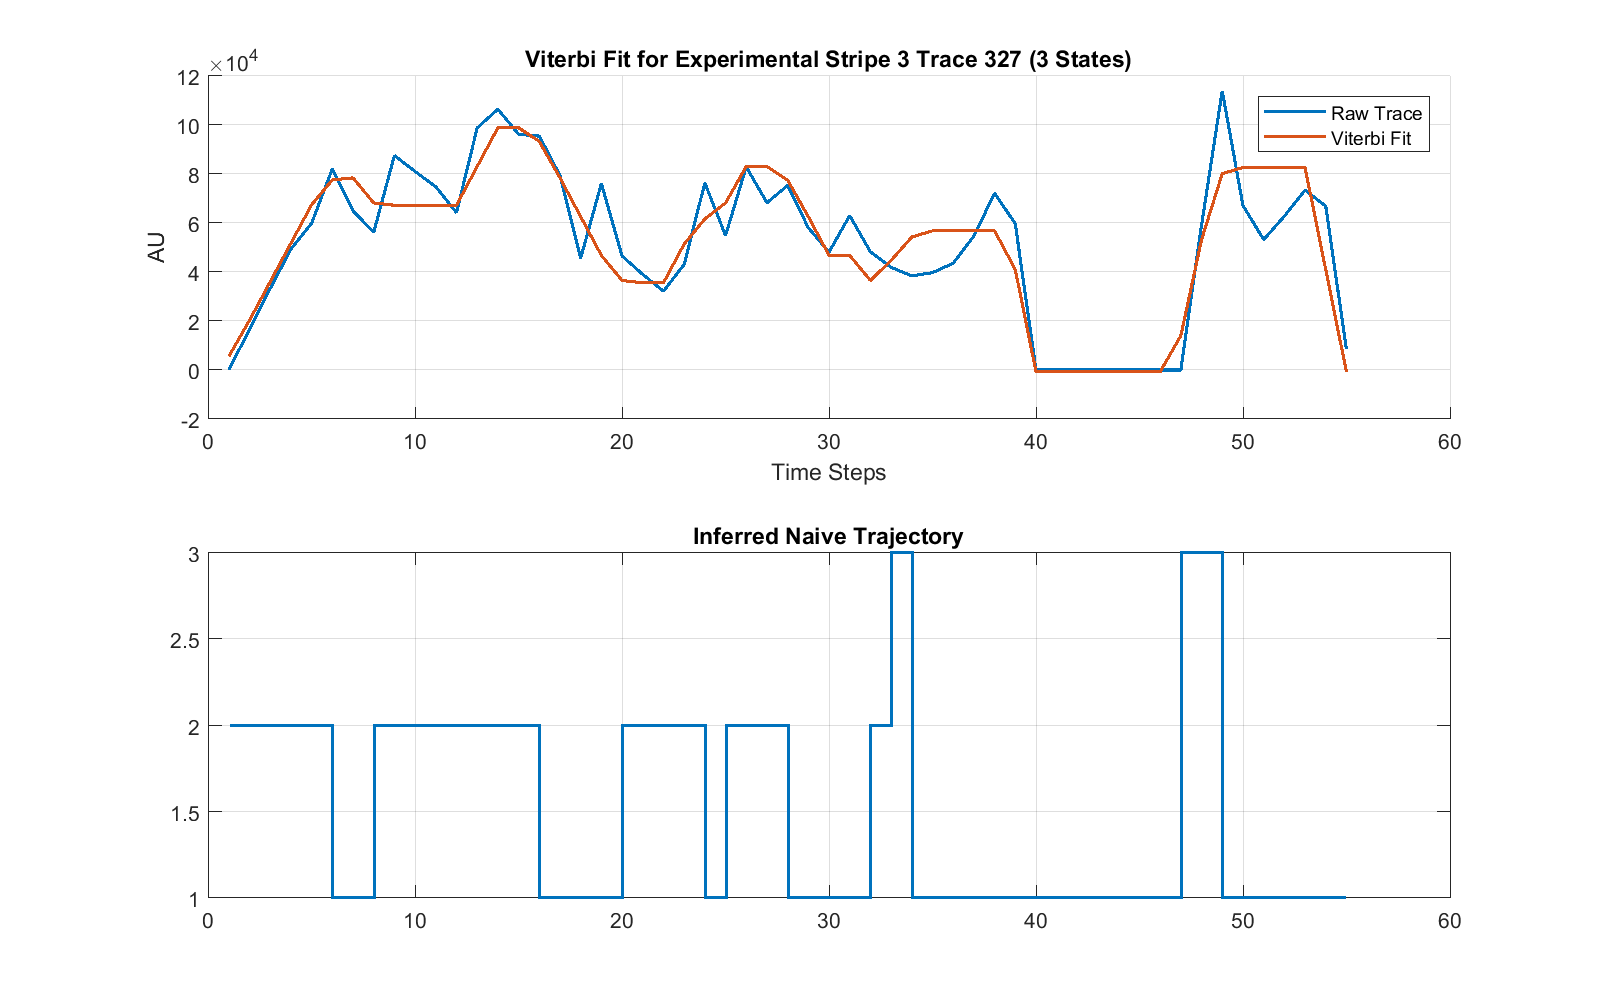 Viterbi Fit for Experimental Stripe 3 Trace 327 (3 States)
×10^4
12
10
8
6
4
2
0
-2
AU
Raw Trace
Viterbi Fit
0 10 20 30 40 50 60
Time Steps
Inferred Naive Trajectory
3
2.5
2
1.5
1
0 10 20 30 40 50 60